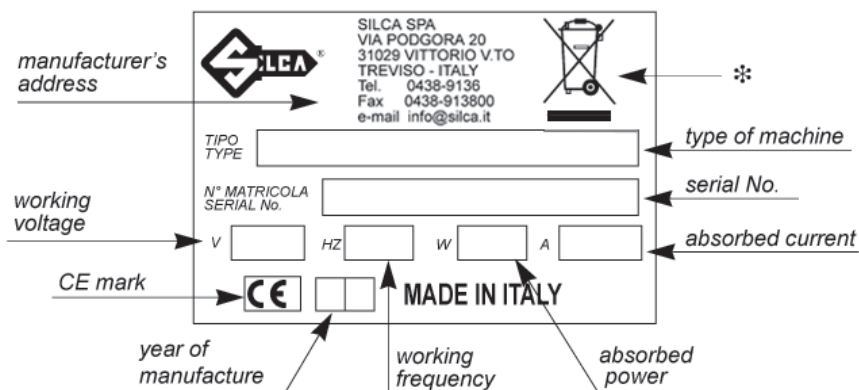 SILCA SPA
VIA PODGORA 20
31029 VITTORIO V.TO
TREVISO - ITALY
Tel. 0438-9136
Fax 0438-913800
e-mail info@silca.it
SILCA®
manufacturer's
address
*
TIPO
TYPE
type of machine
N° MATRICOLA
SERIAL No.
serial No.
working
voltage
V HZ W A
absorbed current
CE mark
CE
MADE IN ITALY
year of
manufacture
working
frequency
absorbed
power